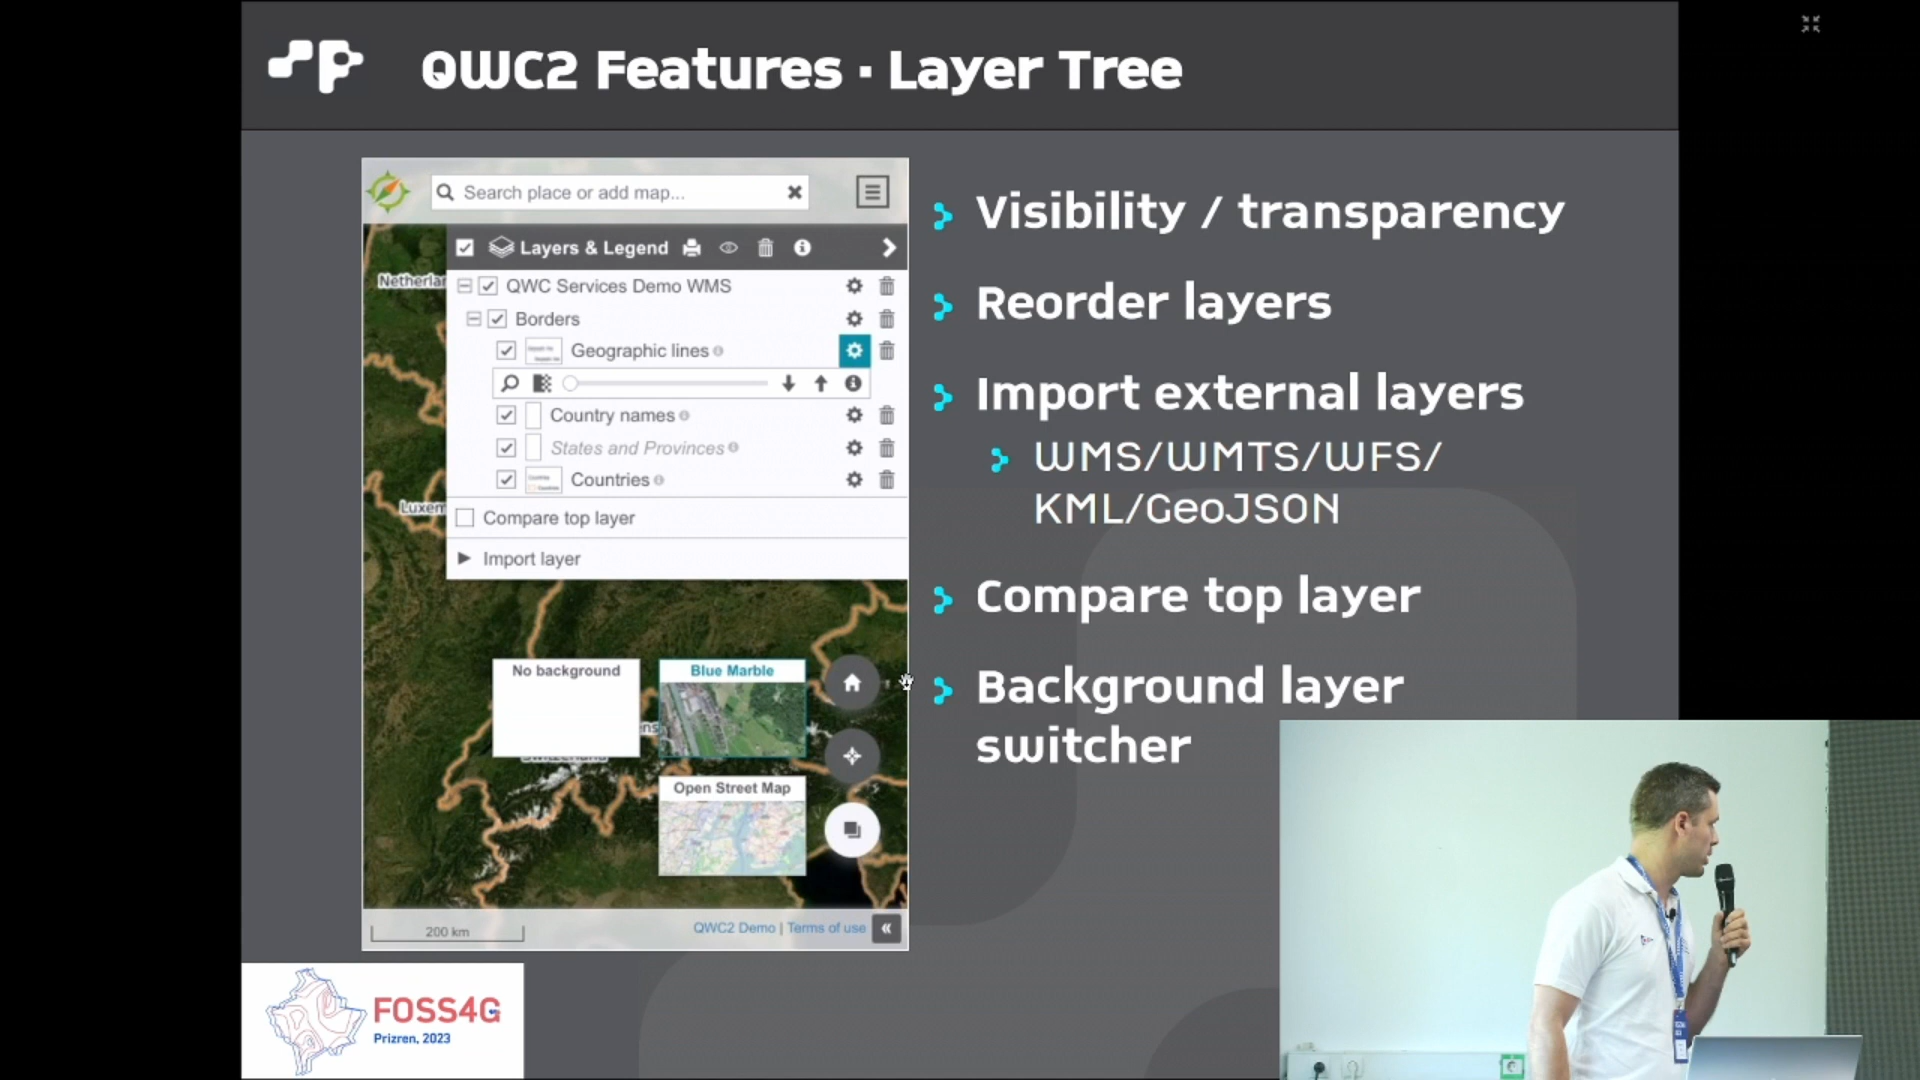 QWC2 Features · Layer Tree
Search place or add map...
Layers & Legend
QWC Services Demo WMS
Borders
Geographic lines
Country names
States and Provinces
Countries
Compare top layer
Import layer
Netherlan
Luxem
No background
Blue Marble
Open Street Map
200 km
QWC2 Demo | Terms of use
Visibility / transparency
Reorder layers
Import external layers
WMS/WMTS/WFS/
KML/GeoJSON
Compare top layer
Background layer
switcher
FOSS4G
Prizren, 2023